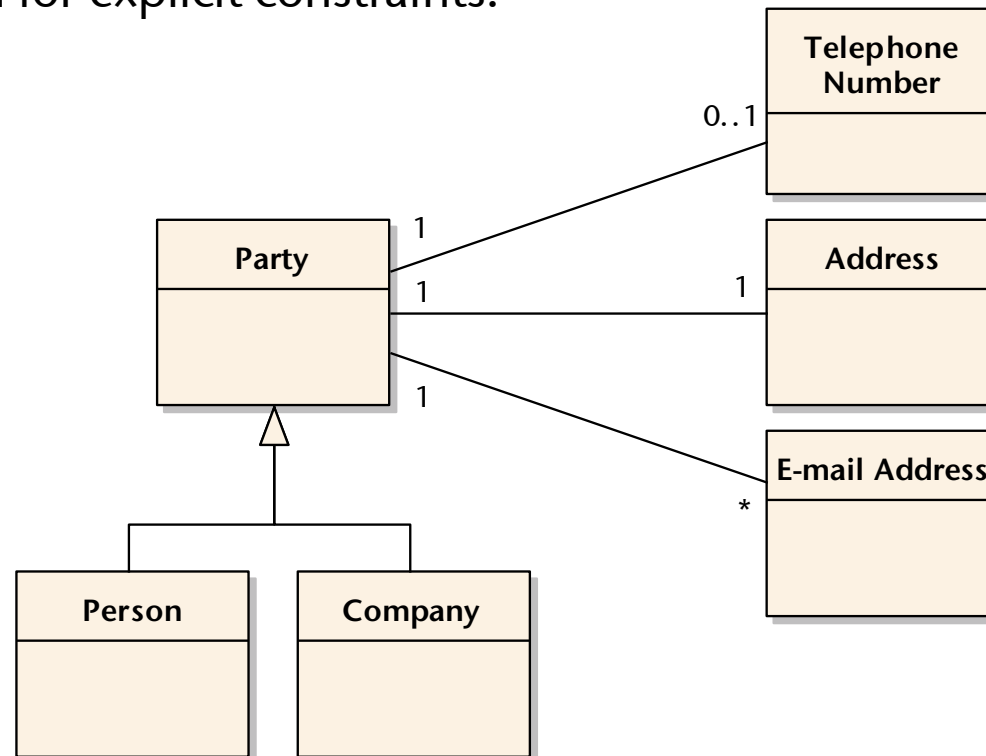 for explicit constraints.
Telephone
Number
0..1
1
Party
Address
1
1
1
E-mail Address
*
Person
Company